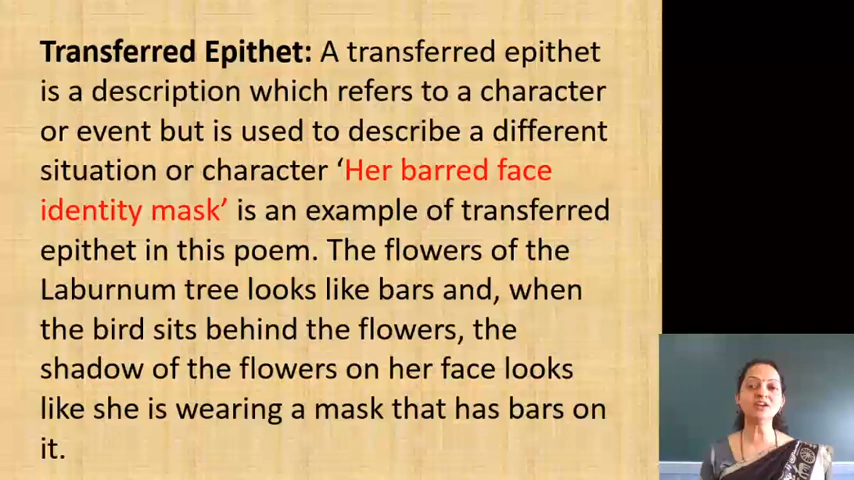 Transferred Epithet: A transferred epithet
is a description which refers to a character
or event but is used to describe a different
situation or character ‘Her barred face
identity mask’ is an example of transferred
epithet in this poem. The flowers of the
Laburnum tree looks like bars and, when
the bird sits behind the flowers, the
shadow of the flowers on her face looks
like she is wearing a mask that has bars on
it.